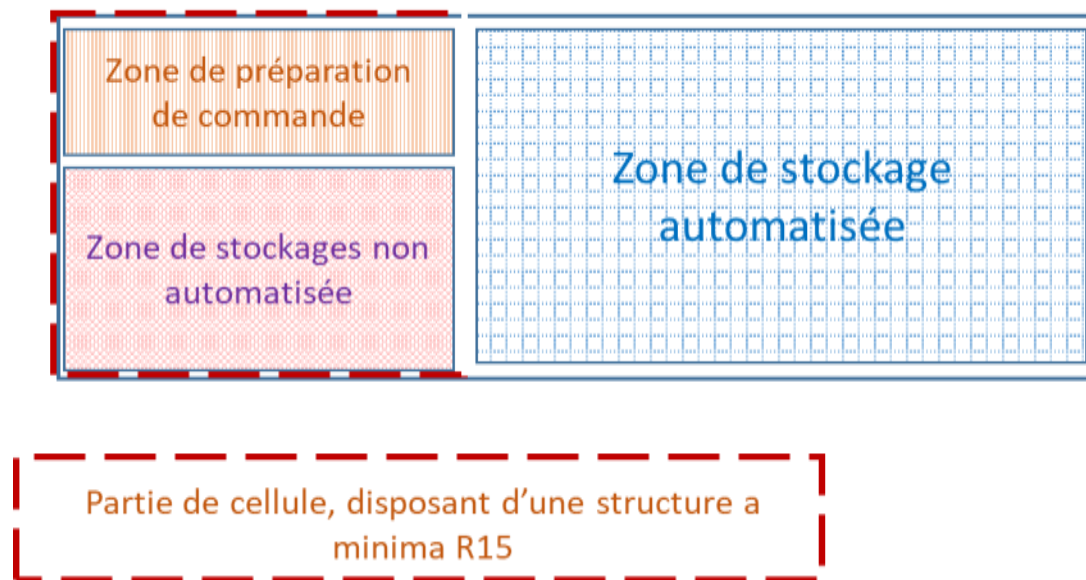 Zone de préparation
de commande
Zone de stockages non
automatisée
Zone de stockage
automatisée
Partie de cellule, disposant d’une structure a
minima R15